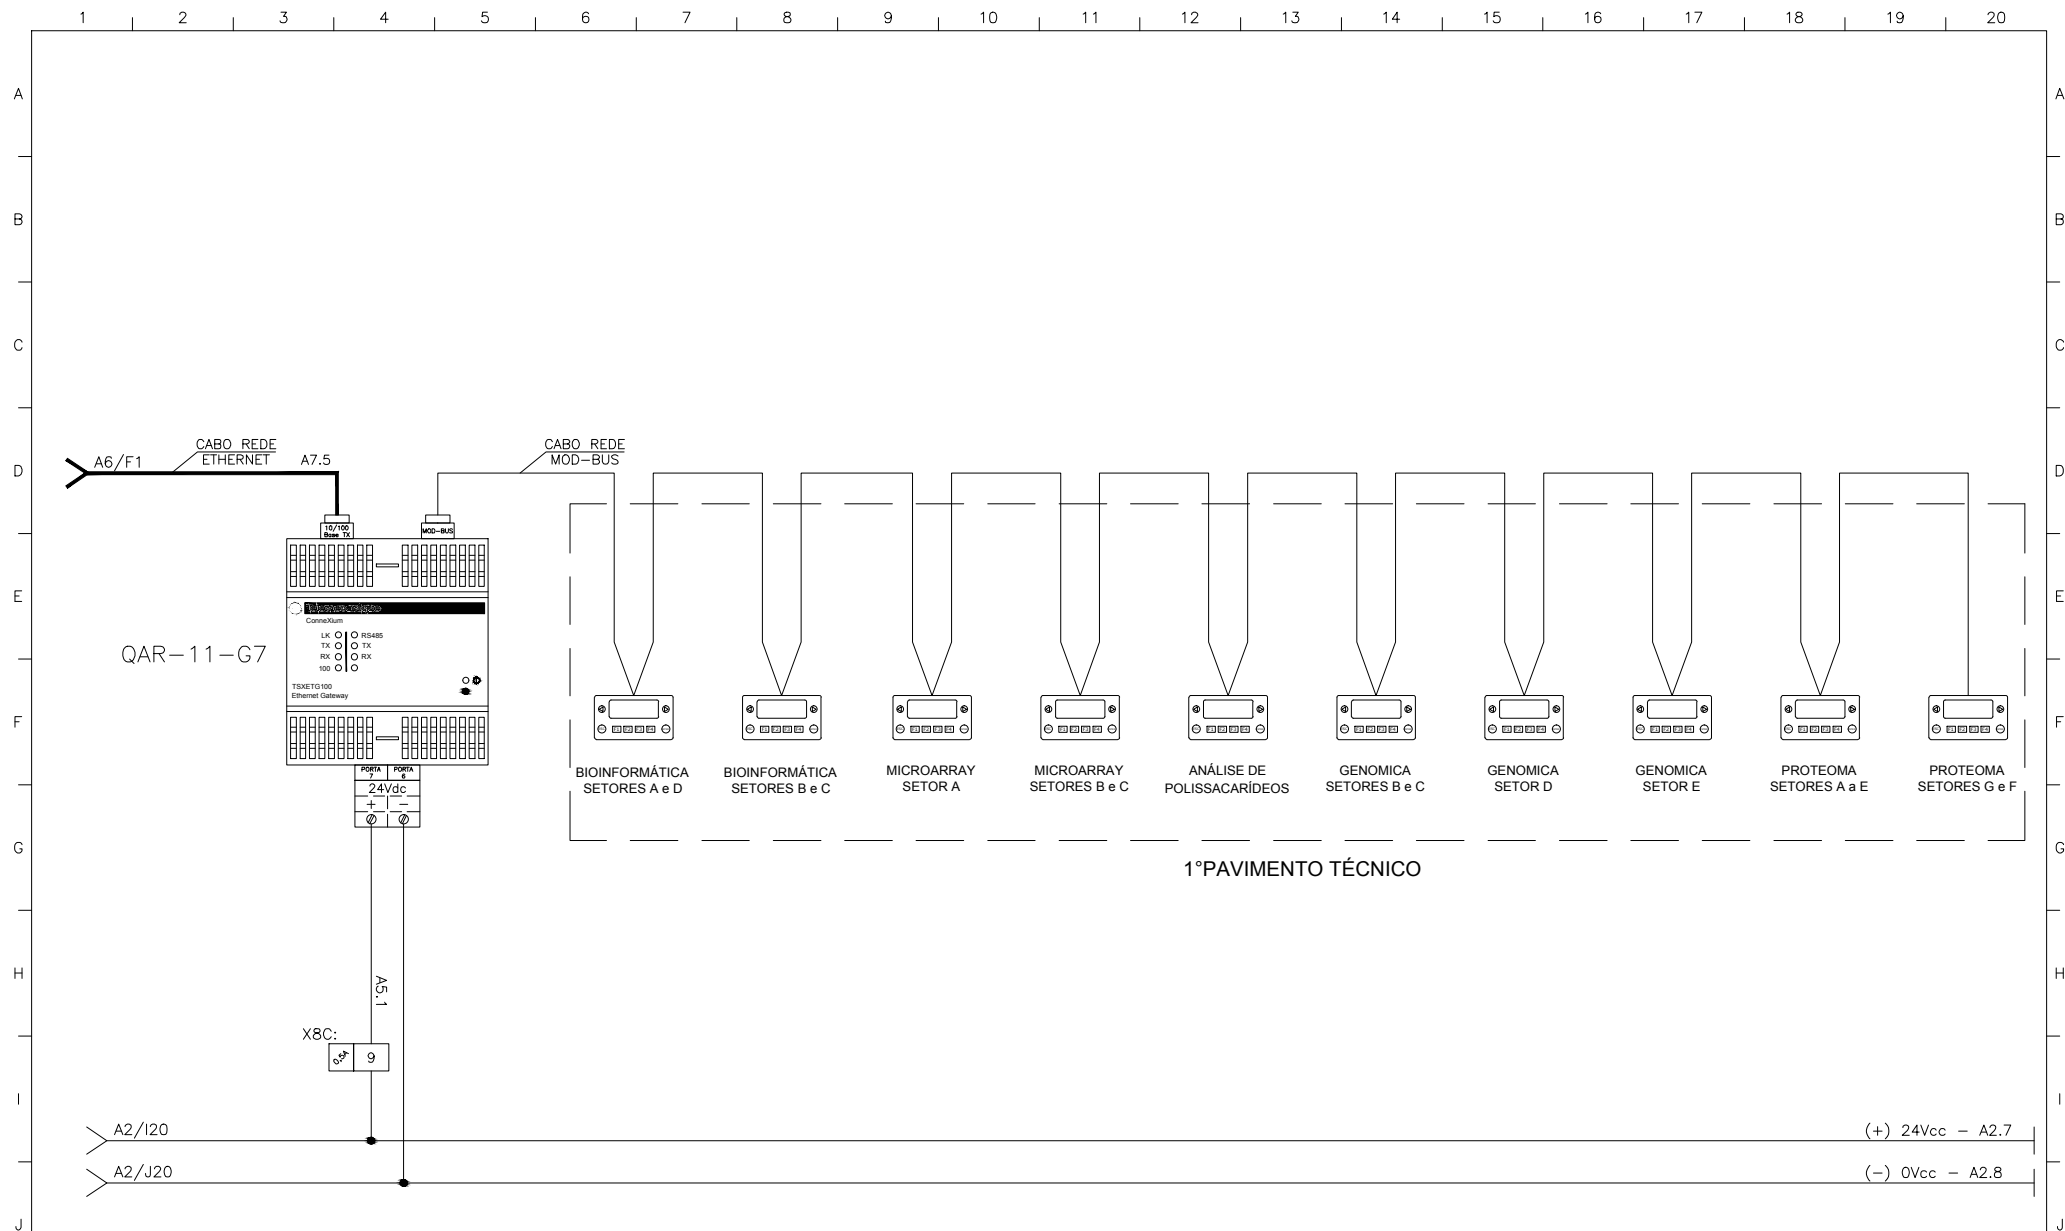 1 2 3 4 5 6 7 8 9 10 11 12 13 14 15 16 17 18 19 20
A A
B B
C C
D D
E E
F F
G G
H H
I I
J J
A6/F1
CABO REDE
ETHERNET
A7.5
CABO REDE
MOD-BUS
10/100
Base TX
MOD-BUS
QAR-11-G7
Telemecanique
ConneXium
LK RS485
TX TX
RX RX
100
TSXETG100
Ethernet Gateway
PORTA
7
PORTA
6
24Vdc
+ -
BIOINFORMÁTICA
SETORES A e D
BIOINFORMÁTICA
SETORES B e C
MICROARRAY
SETOR A
MICROARRAY
SETORES B e C
ANÁLISE DE
POLISSACARÍDEOS
GENOMICA
SETORES B e C
GENOMICA
SETOR D
GENOMICA
SETOR E
PROTEOMA
SETORES A a E
PROTEOMA
SETORES G e F
1°PAVIMENTO TÉCNICO
A5.1
X8C:
0.5A 9
A2/I20
(+) 24Vcc - A2.7
A2/J20
(-) 0Vcc - A2.8